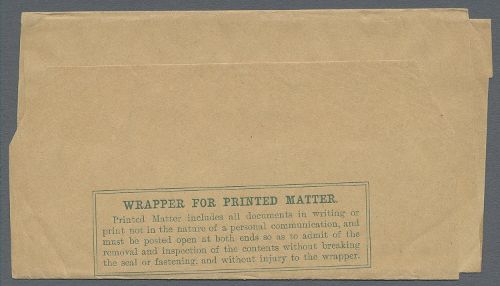 WRAPPER FOR PRINTED MATTER.
Printed Matter includes all documents in writing or
print not in the nature of a personal communication, and
must be posted open at both ends so as to admit of the
removal and inspection of the contents without breaking
the seal or fastening, and without injury to the wrapper.